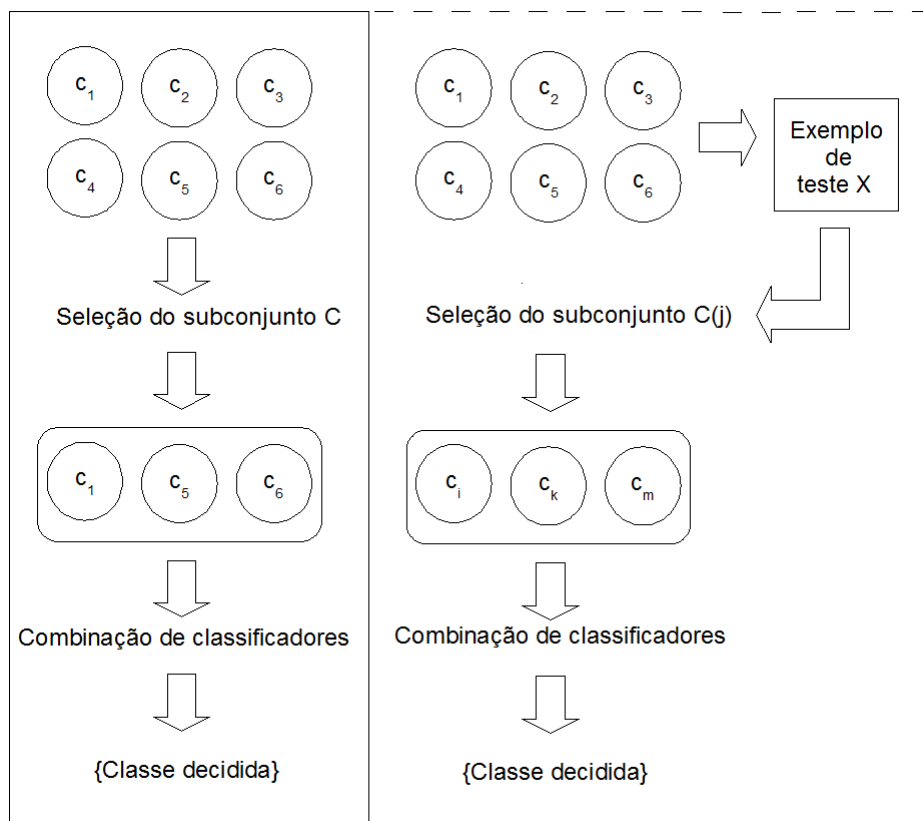 c1 c2 c3
c4 c5 c6
Seleção do subconjunto C
c1 c5 c6
Combinação de classificadores
{Classe decidida}
c1 c2 c3
c4 c5 c6
Exemplo
de
teste X
Seleção do subconjunto C(j)
ci ck cm
Combinação de classificadores
{Classe decidida}